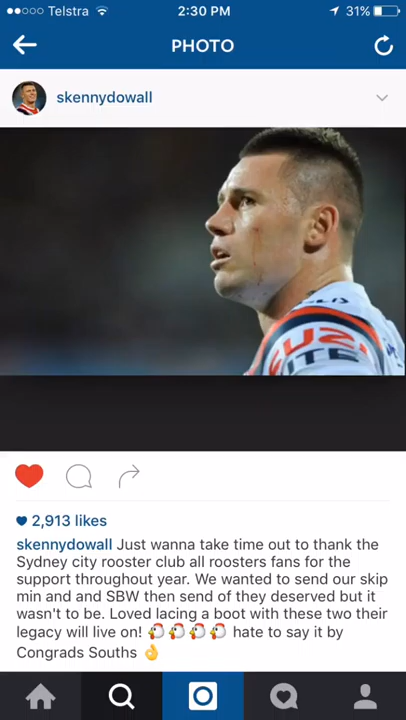 Telstra 2:30 PM 31%
PHOTO
skennydowall
UZ
ITE
2,913 likes
skennydowall Just wanna take time out to thank the
Sydney city rooster club all roosters fans for the
support throughout year. We wanted to send our skip
min and and SBW then send of they deserved but it
wasn't to be. Loved lacing a boot with these two their
legacy will live on! 🐔🐔🐔🐔 hate to say it by
Congrads Souths 👌